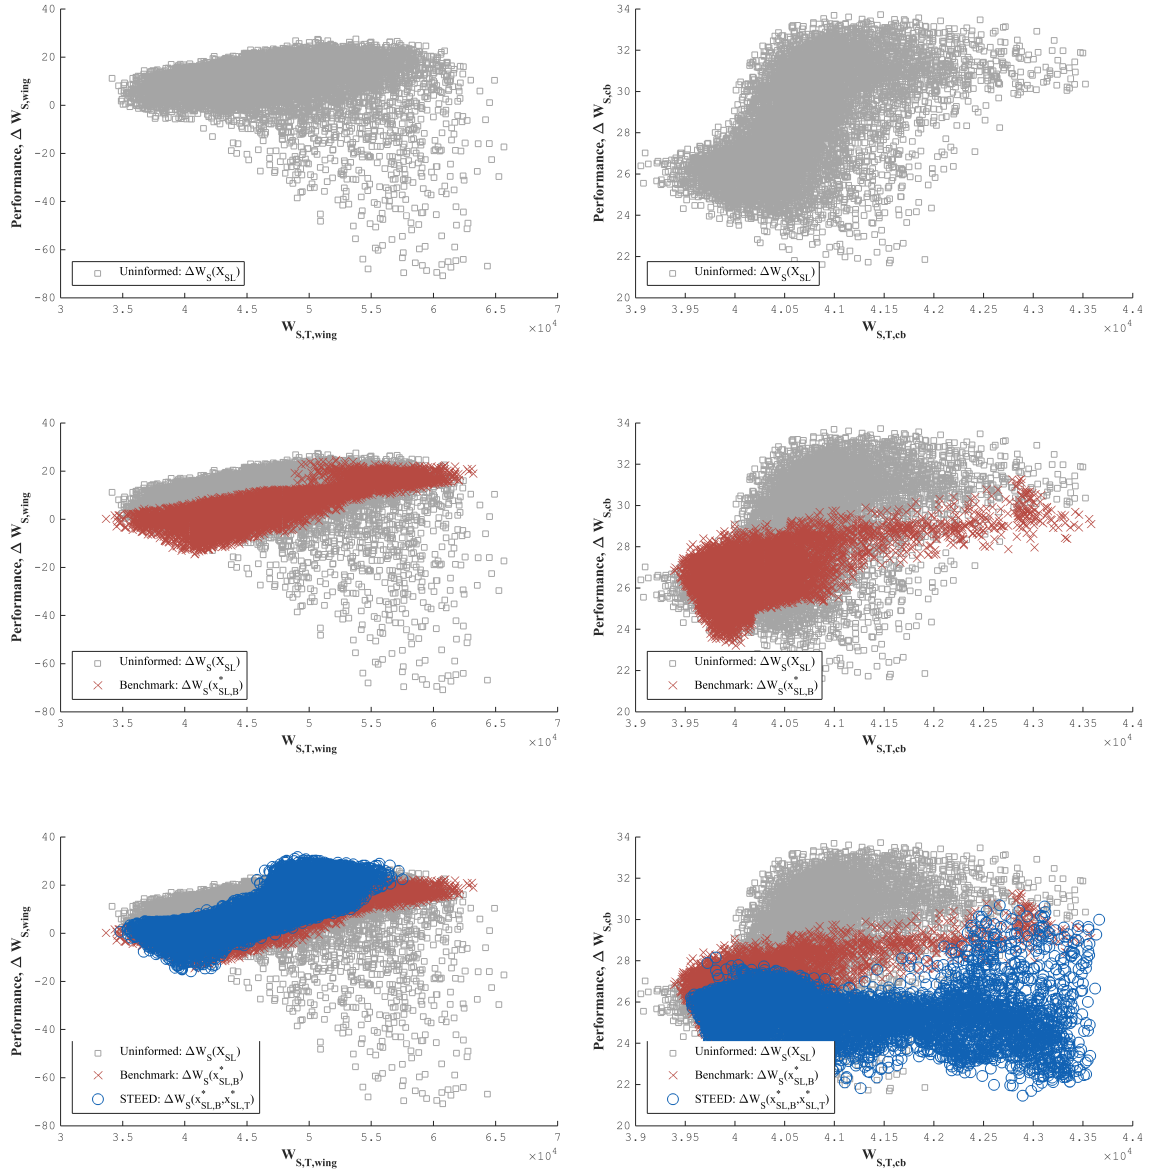 40
20
0
-20
-40
-60
-80
Performance, Δ W_S,wing
Uninformed: ΔW_S(X_SL)
3 3.5 4 4.5 5 5.5 6 6.5 7
×10^4
W_S,T,wing
34
32
30
28
26
24
22
20
Performance, Δ W_S,cb
Uninformed: ΔW_S(X_SL)
3.9 3.95 4 4.05 4.1 4.15 4.2 4.25 4.3 4.35 4.4
×10^4
W_S,T,cb
40
20
0
-20
-40
-60
-80
Performance, Δ W_S,wing
Uninformed: ΔW_S(X_SL)
Benchmark: ΔW_S(x*_SL,B)
3 3.5 4 4.5 5 5.5 6 6.5 7
×10^4
W_S,T,wing
34
32
30
28
26
24
22
20
Performance, Δ W_S,cb
Uninformed: ΔW_S(X_SL)
Benchmark: ΔW_S(x*_SL,B)
3.9 3.95 4 4.05 4.1 4.15 4.2 4.25 4.3 4.35 4.4
×10^4
W_S,T,cb
40
20
0
-20
-40
-60
-80
Performance, Δ W_S,wing
Uninformed: ΔW_S(X_SL)
Benchmark: ΔW_S(x*_SL,B)
STEED: ΔW_S(x*_SL,B,x*_SL,T)
3 3.5 4 4.5 5 5.5 6 6.5 7
×10^4
W_S,T,wing
34
32
30
28
26
24
22
20
Performance, Δ W_S,cb
Uninformed: ΔW_S(X_SL)
Benchmark: ΔW_S(x*_SL,B)
STEED: ΔW_S(x*_SL,B,x*_SL,T)
3.9 3.95 4 4.05 4.1 4.15 4.2 4.25 4.3 4.35 4.4
×10^4
W_S,T,cb